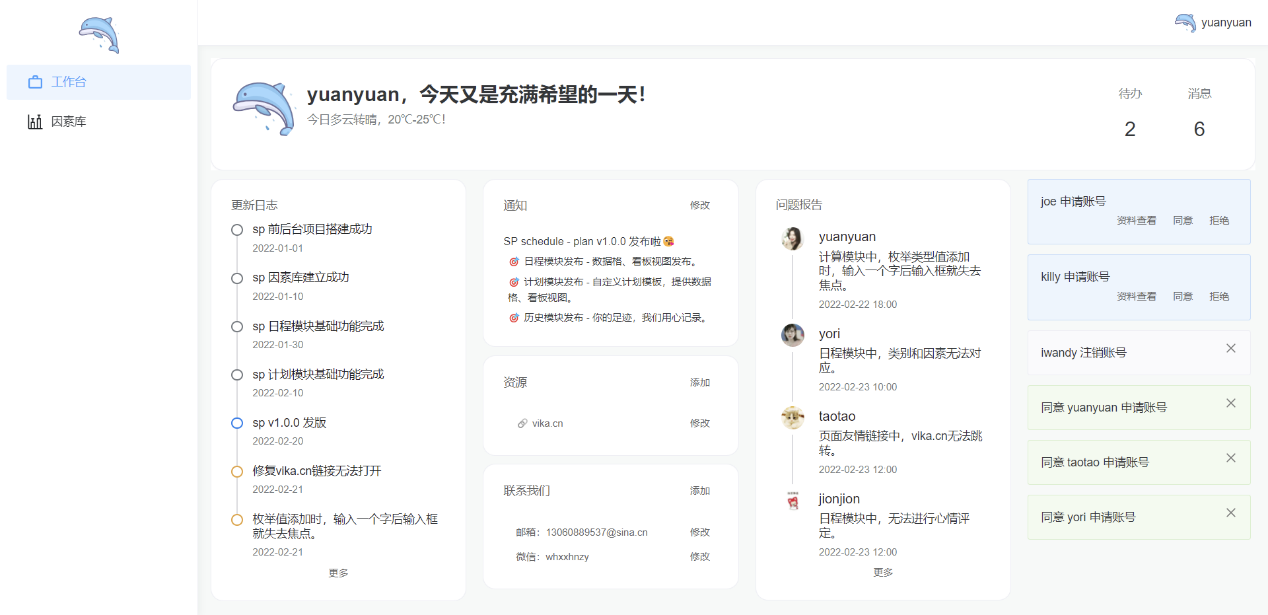 yuanyuan
工作台
因素库
yuanyuan，今天又是充满希望的一天！
今日多云转晴，20℃-25℃！
待办
消息
2
6
更新日志
sp 前后台项目搭建成功
2022-01-01
sp 因素库建立成功
2022-01-10
sp 日程模块基础功能完成
2022-01-30
sp 计划模块基础功能完成
2022-02-10
sp v1.0.0 发版
2022-02-20
修复vika.cn链接无法打开
2022-02-21
枚举值添加时，输入一个字后输入框
就失去焦点。
2022-02-21
更多
通知
修改
SP schedule - plan v1.0.0 发布啦😘
🎯 日程模块发布 - 数据格、看板视图发布。
🎯 计划模块发布 - 自定义计划模板，提供数据
格、看板视图。
🎯 历史模块发布 - 你的足迹，我们用心记录。
资源
添加
vika.cn
修改
联系我们
添加
邮箱：13060889537@sina.cn
修改
微信：whxxhnzy
修改
问题报告
yuanyuan
计算模块中，枚举类型值添加
时，输入一个字后输入框就失去
焦点。
2022-02-22 18:00
yori
日程模块中，类别和因素无法对
应。
2022-02-23 10:00
taotao
页面友情链接中，vika.cn无法跳
转。
2022-02-23 12:00
jionjion
日程模块中，无法进行心情评
定。
2022-02-23 12:00
更多
joe 申请账号
资料查看 同意 拒绝
killy 申请账号
资料查看 同意 拒绝
iwandy 注销账号
同意 yuanyuan 申请账号
同意 taotao 申请账号
同意 yori 申请账号